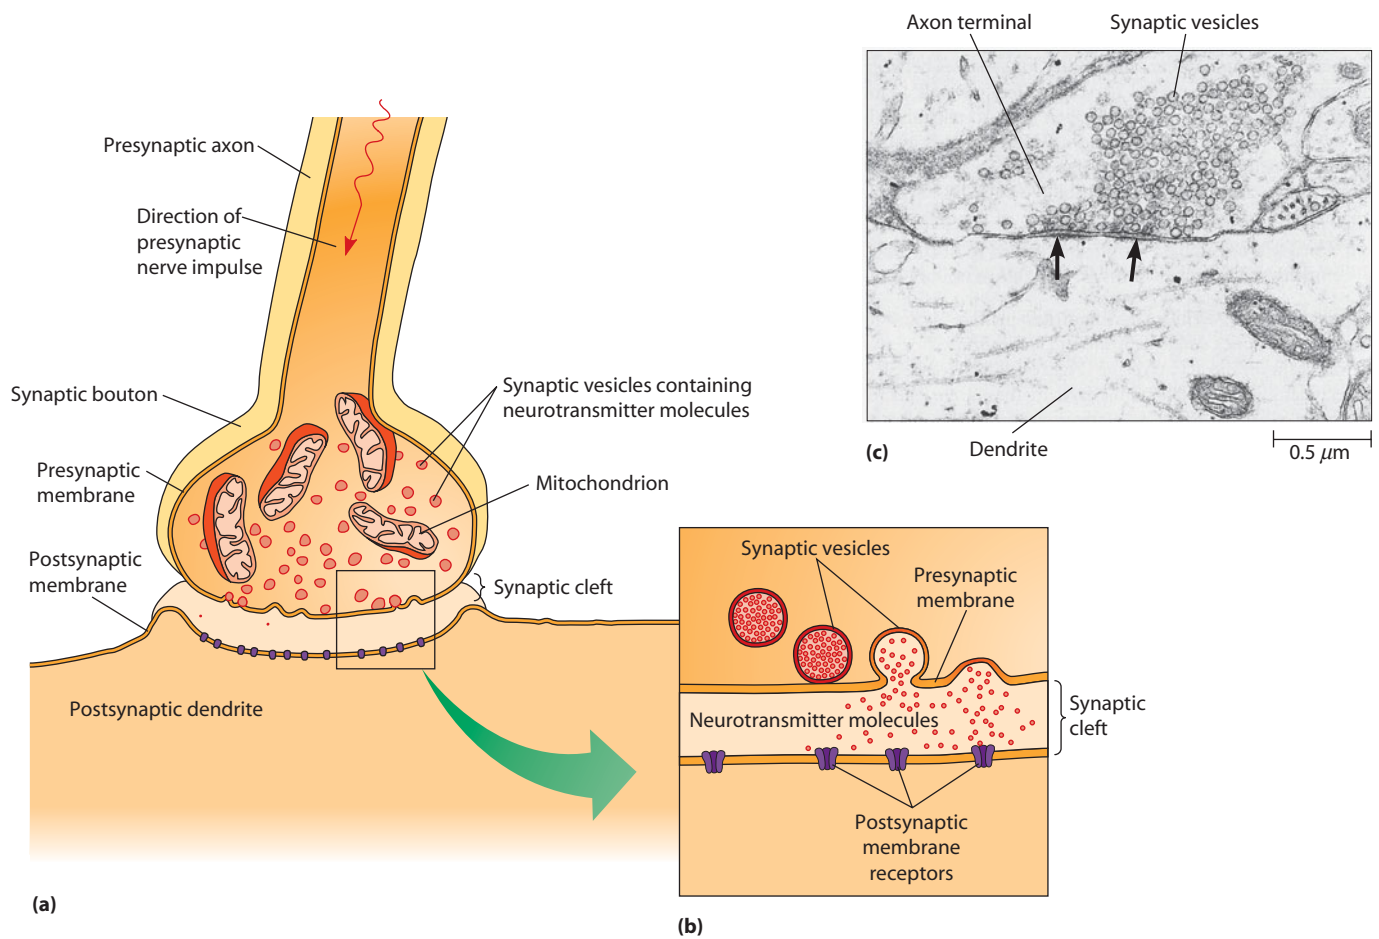 Presynaptic axon
Direction of
presynaptic
nerve impulse
Synaptic bouton
Presynaptic
membrane
Postsynaptic
membrane
Synaptic vesicles containing
neurotransmitter molecules
Mitochondrion
Synaptic cleft
Postsynaptic dendrite
(a)
Synaptic vesicles
Presynaptic
membrane
Neurotransmitter molecules
Synaptic
cleft
Postsynaptic
membrane
receptors
(b)
Axon terminal
Synaptic vesicles
Dendrite
(c)
0.5 μm